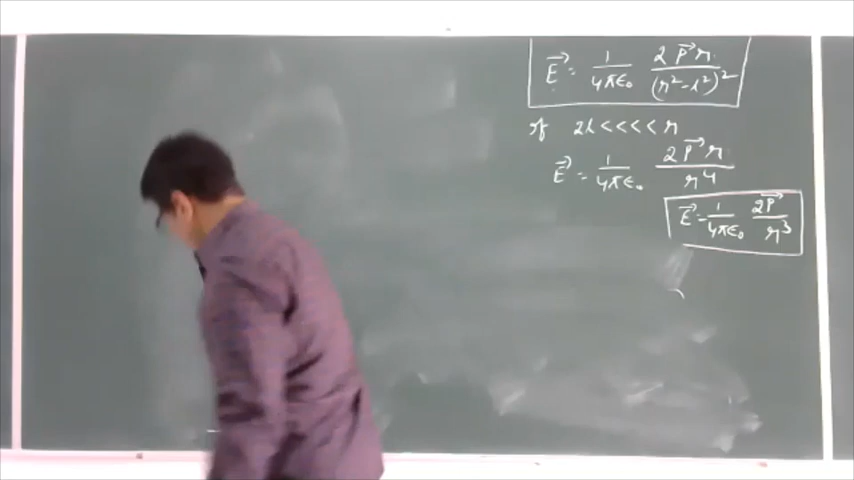 E⃗ = 1/4πε₀ 2P⃗r/(r²-l²)²
if 2l <<<< r
E⃗ = 1/4πε₀ 2P⃗r/r⁴
E⃗ = 1/4πε₀ 2P⃗/r³